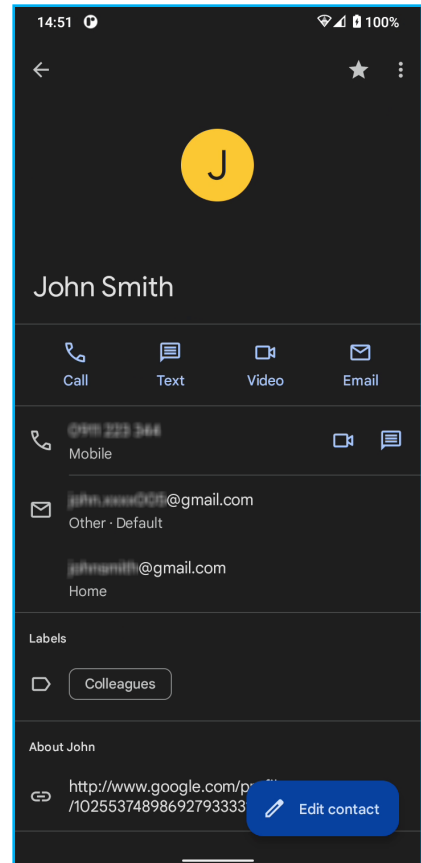 14:51 100%
J
John Smith
Call Text Video Email
Mobile
@gmail.com
Other · Default
@gmail.com
Home
Labels
Colleagues
About John
http://www.google.com/
/10255374898692793333
Edit contact